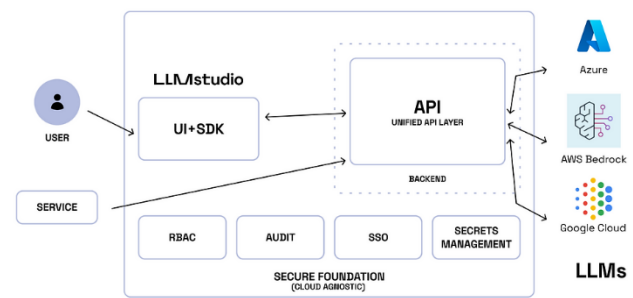 LLMstudio
USER
UI+SDK
API
UNIFIED API LAYER
BACKEND
SERVICE
RBAC
AUDIT
SSO
SECRETS
MANAGEMENT
SECURE FOUNDATION
(CLOUD AGNOSTIC)
Azure
AWS Bedrock
Google Cloud
LLMs